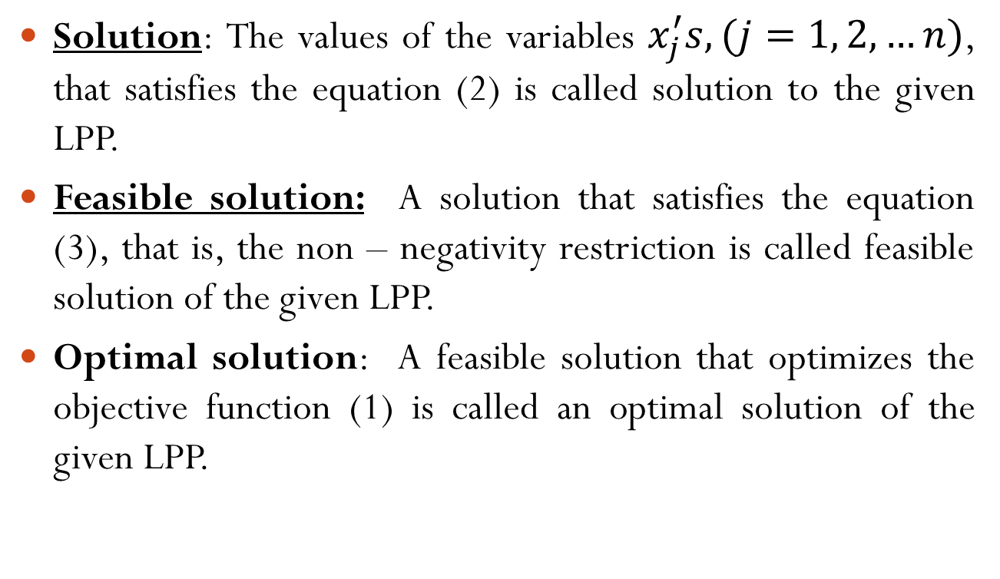 • Solution: The values of the variables x′ⱼs, (j = 1, 2, … n),
that satisfies the equation (2) is called solution to the given
LPP.
• Feasible solution: A solution that satisfies the equation
(3), that is, the non – negativity restriction is called feasible
solution of the given LPP.
• Optimal solution: A feasible solution that optimizes the
objective function (1) is called an optimal solution of the
given LPP.